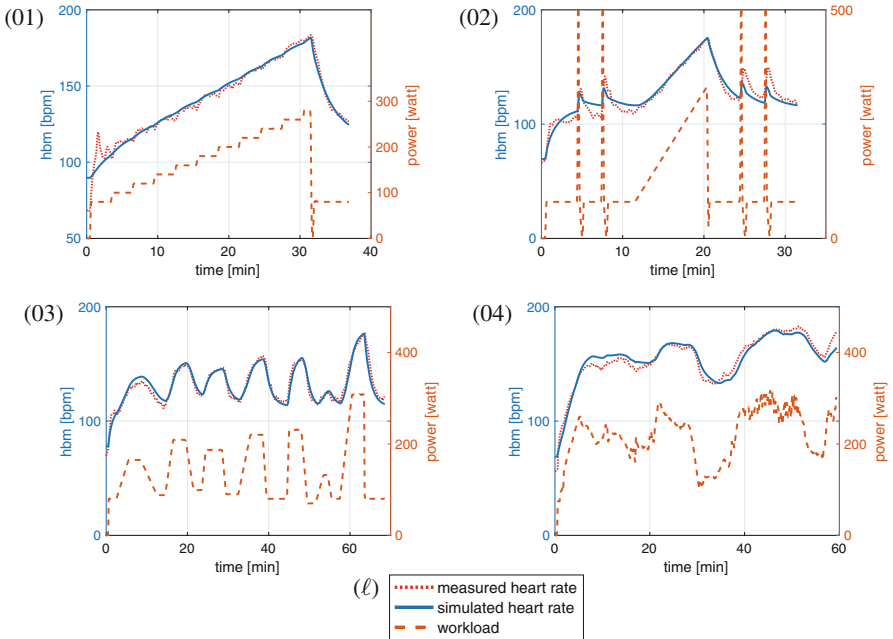 (01)
200
150
100
50
hbm [bpm]
300
200
100
0
power [watt]
0 10 20 30 40
time [min]
(02)
200
100
0
hbm [bpm]
500
0
power [watt]
0 10 20 30
time [min]
(03)
200
100
0
hbm [bpm]
400
200
0
power [watt]
0 20 40 60
time [min]
(04)
200
100
0
hbm [bpm]
400
200
0
power [watt]
0 20 40 60
time [min]
(ℓ)
measured heart rate
simulated heart rate
workload